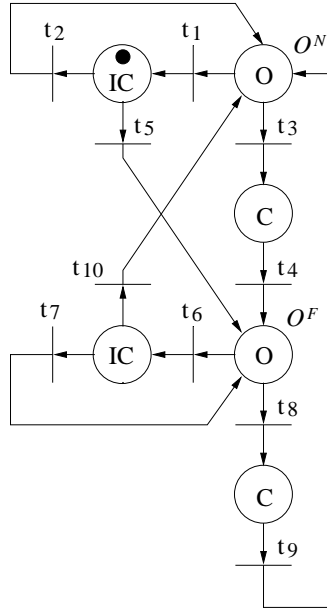 t2 t1 O^N
IC O
t5 t3
C
t10 t4
t7 t6 O^F
IC O
t8
C
t9